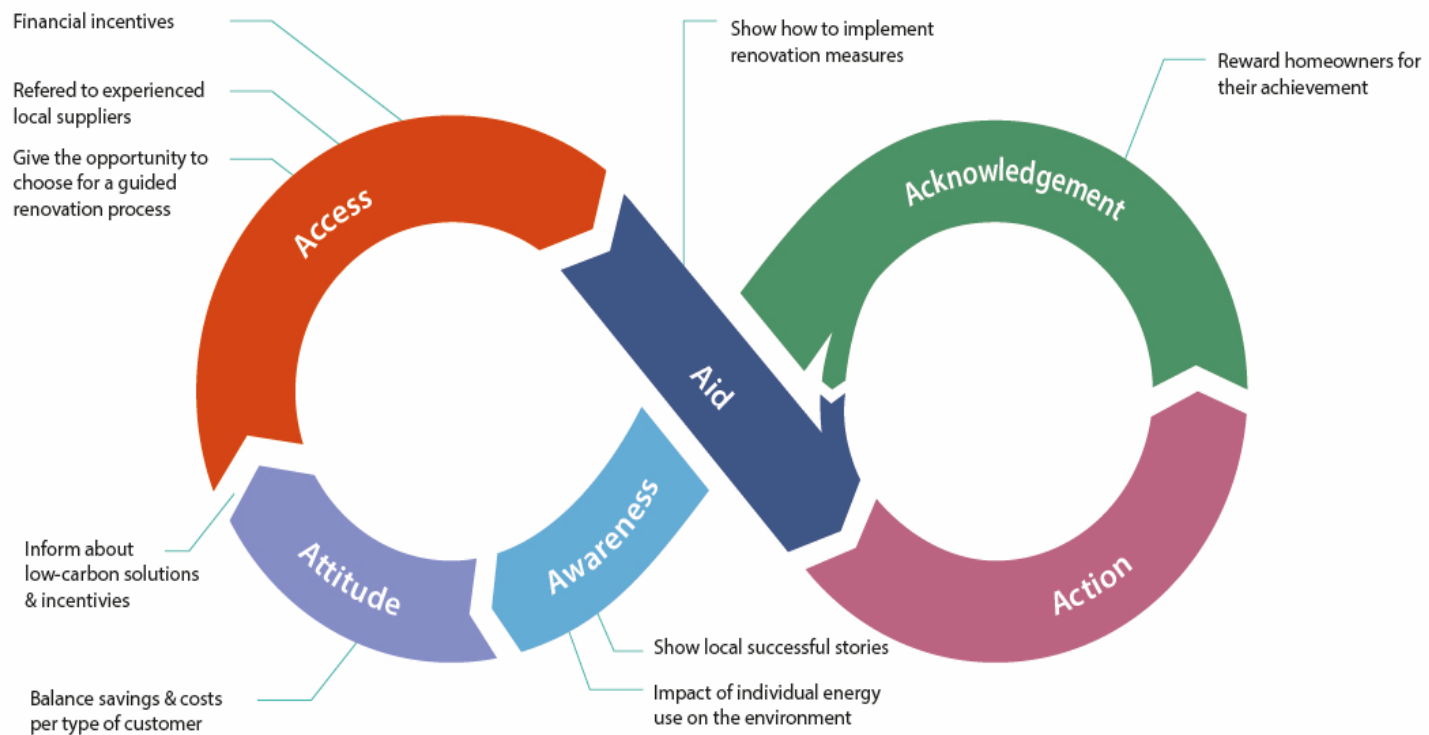 Financial incentives
Refered to experienced
local suppliers
Give the opportunity to
choose for a guided
renovation process
Show how to implement
renovation measures
Reward homeowners for
their achievement
Access
Acknowledgement
Aid
Awareness
Attitude
Action
Inform about
low-carbon solutions
& incentivies
Balance savings & costs
per type of customer
Show local successful stories
Impact of individual energy
use on the environment